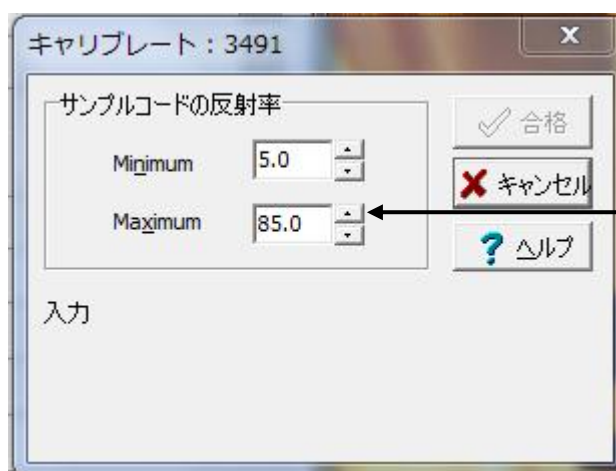 キャリブレート：3491
サンプルコードの反射率
Minimum 5.0
Maximum 85.0
合格
キャンセル
ヘルプ
入力